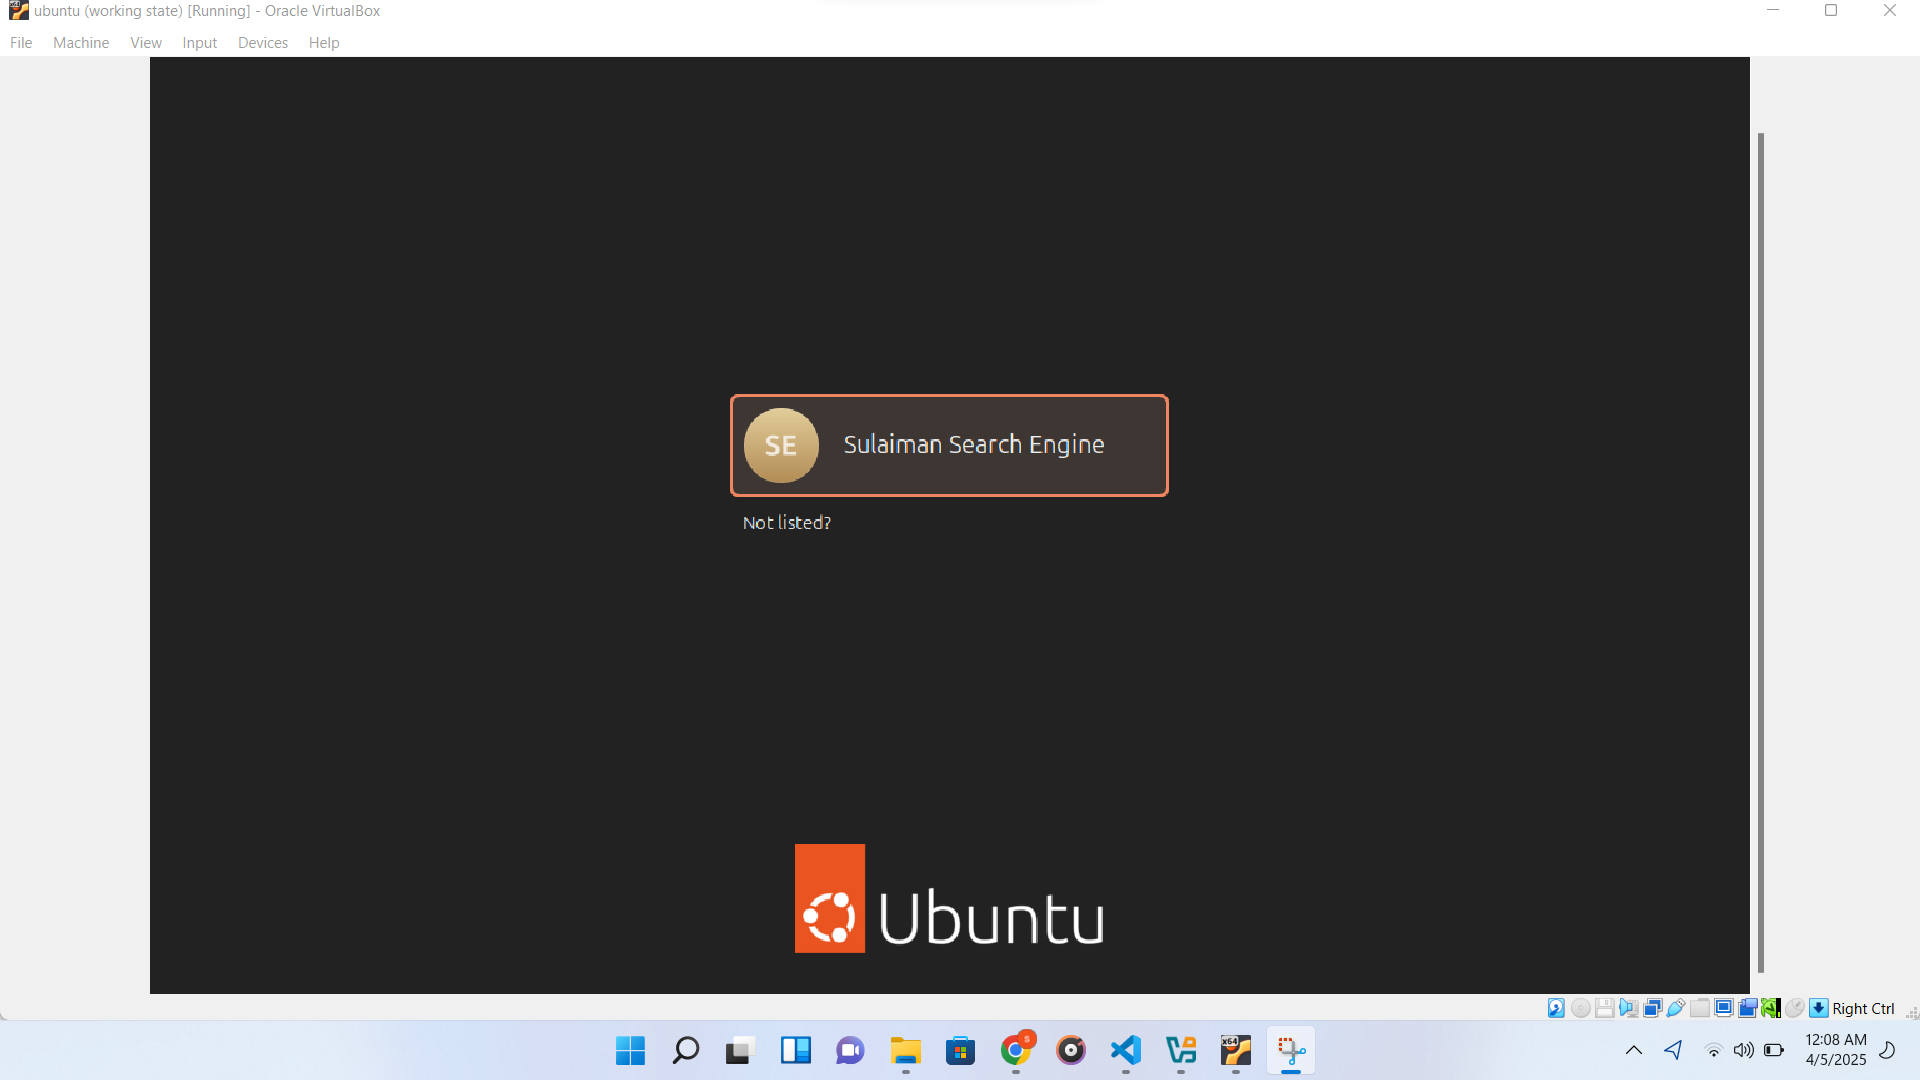 ubuntu (working state) [Running] - Oracle VirtualBox
File Machine View Input Devices Help
SE Sulaiman Search Engine
Not listed?
Ubuntu
Right Ctrl
S
x64
12:08 AM
4/5/2025